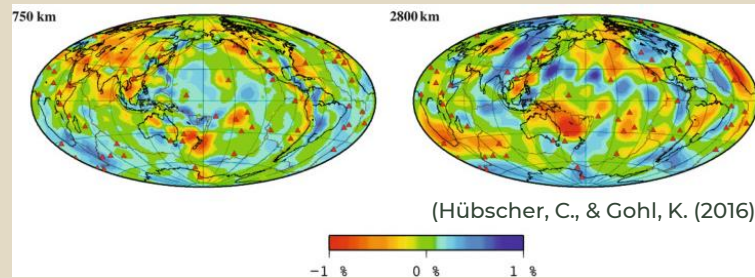 750 km
2800 km
(Hübscher, C., & Gohl, K. (2016)
−1 % 0 % 1 %